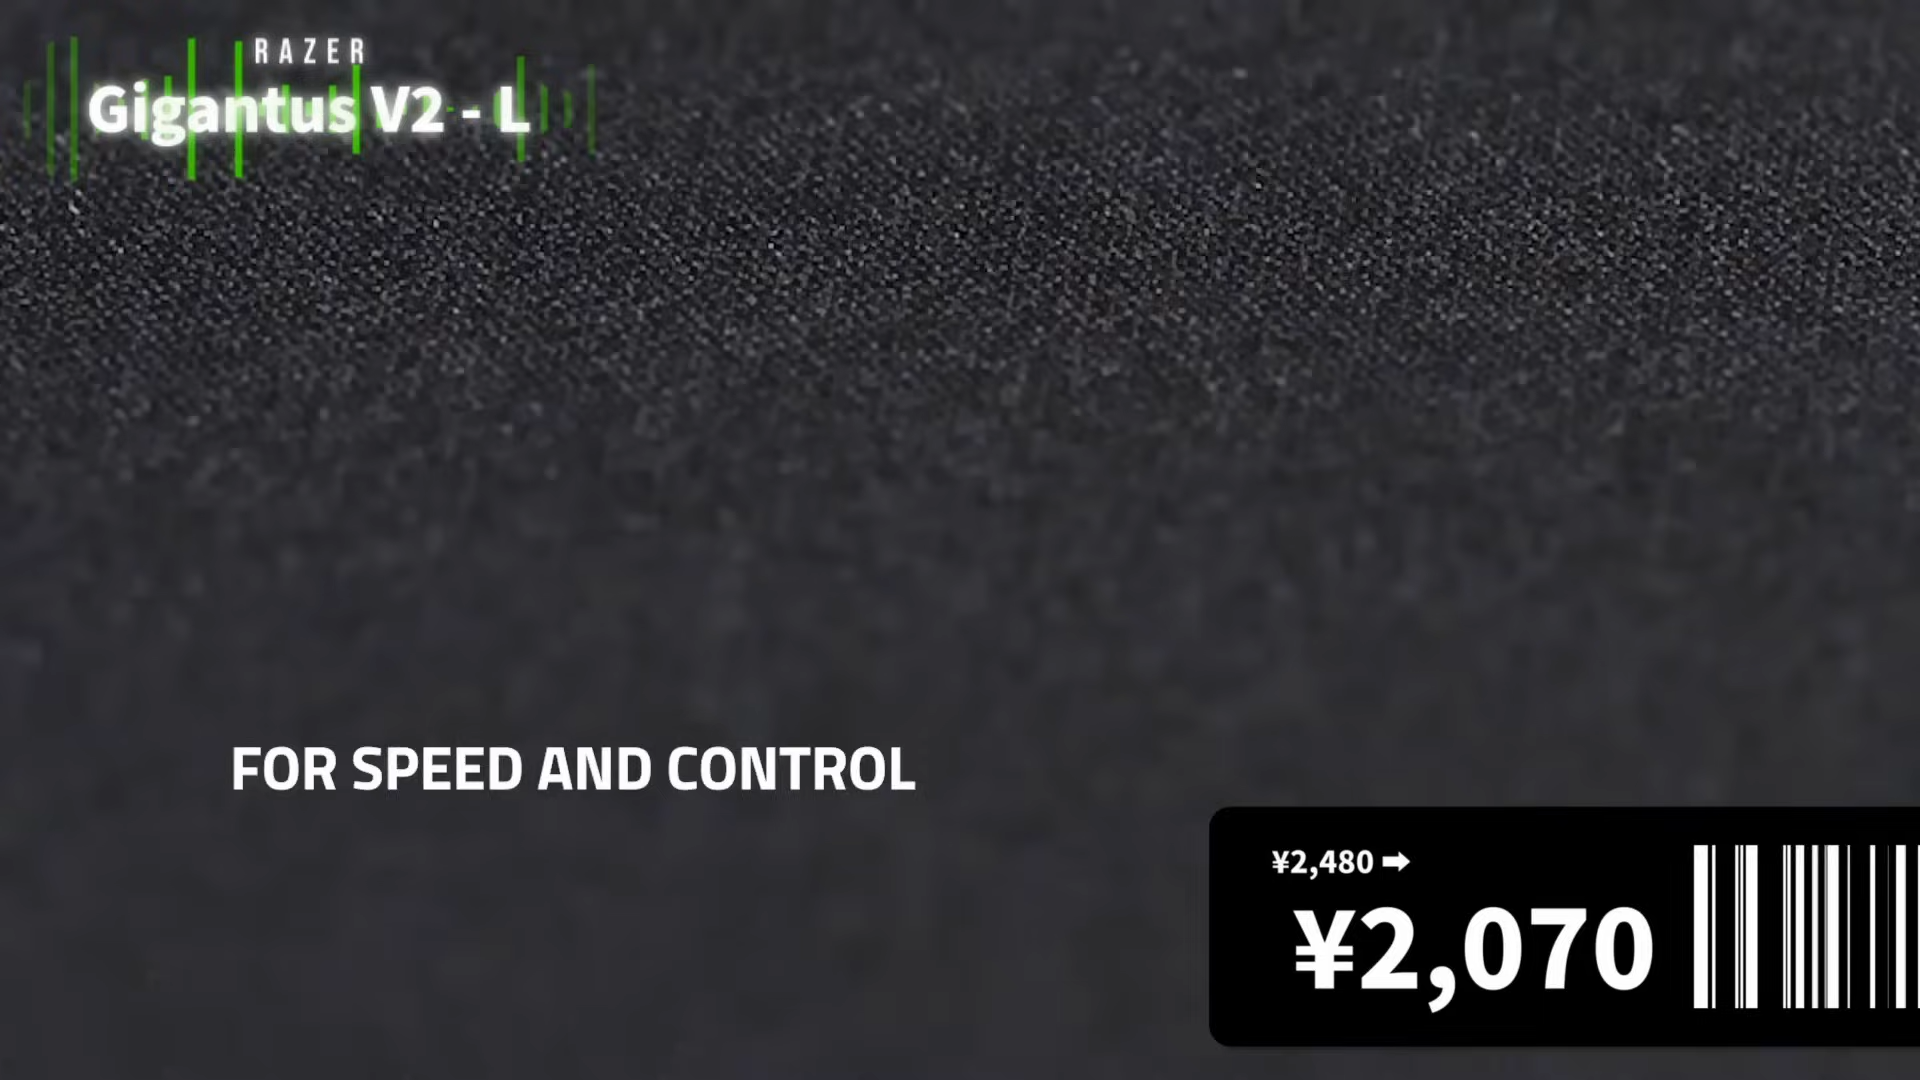 RAZER
Gigantus V2 - L
FOR SPEED AND CONTROL
¥2,480 ➡
¥2,070